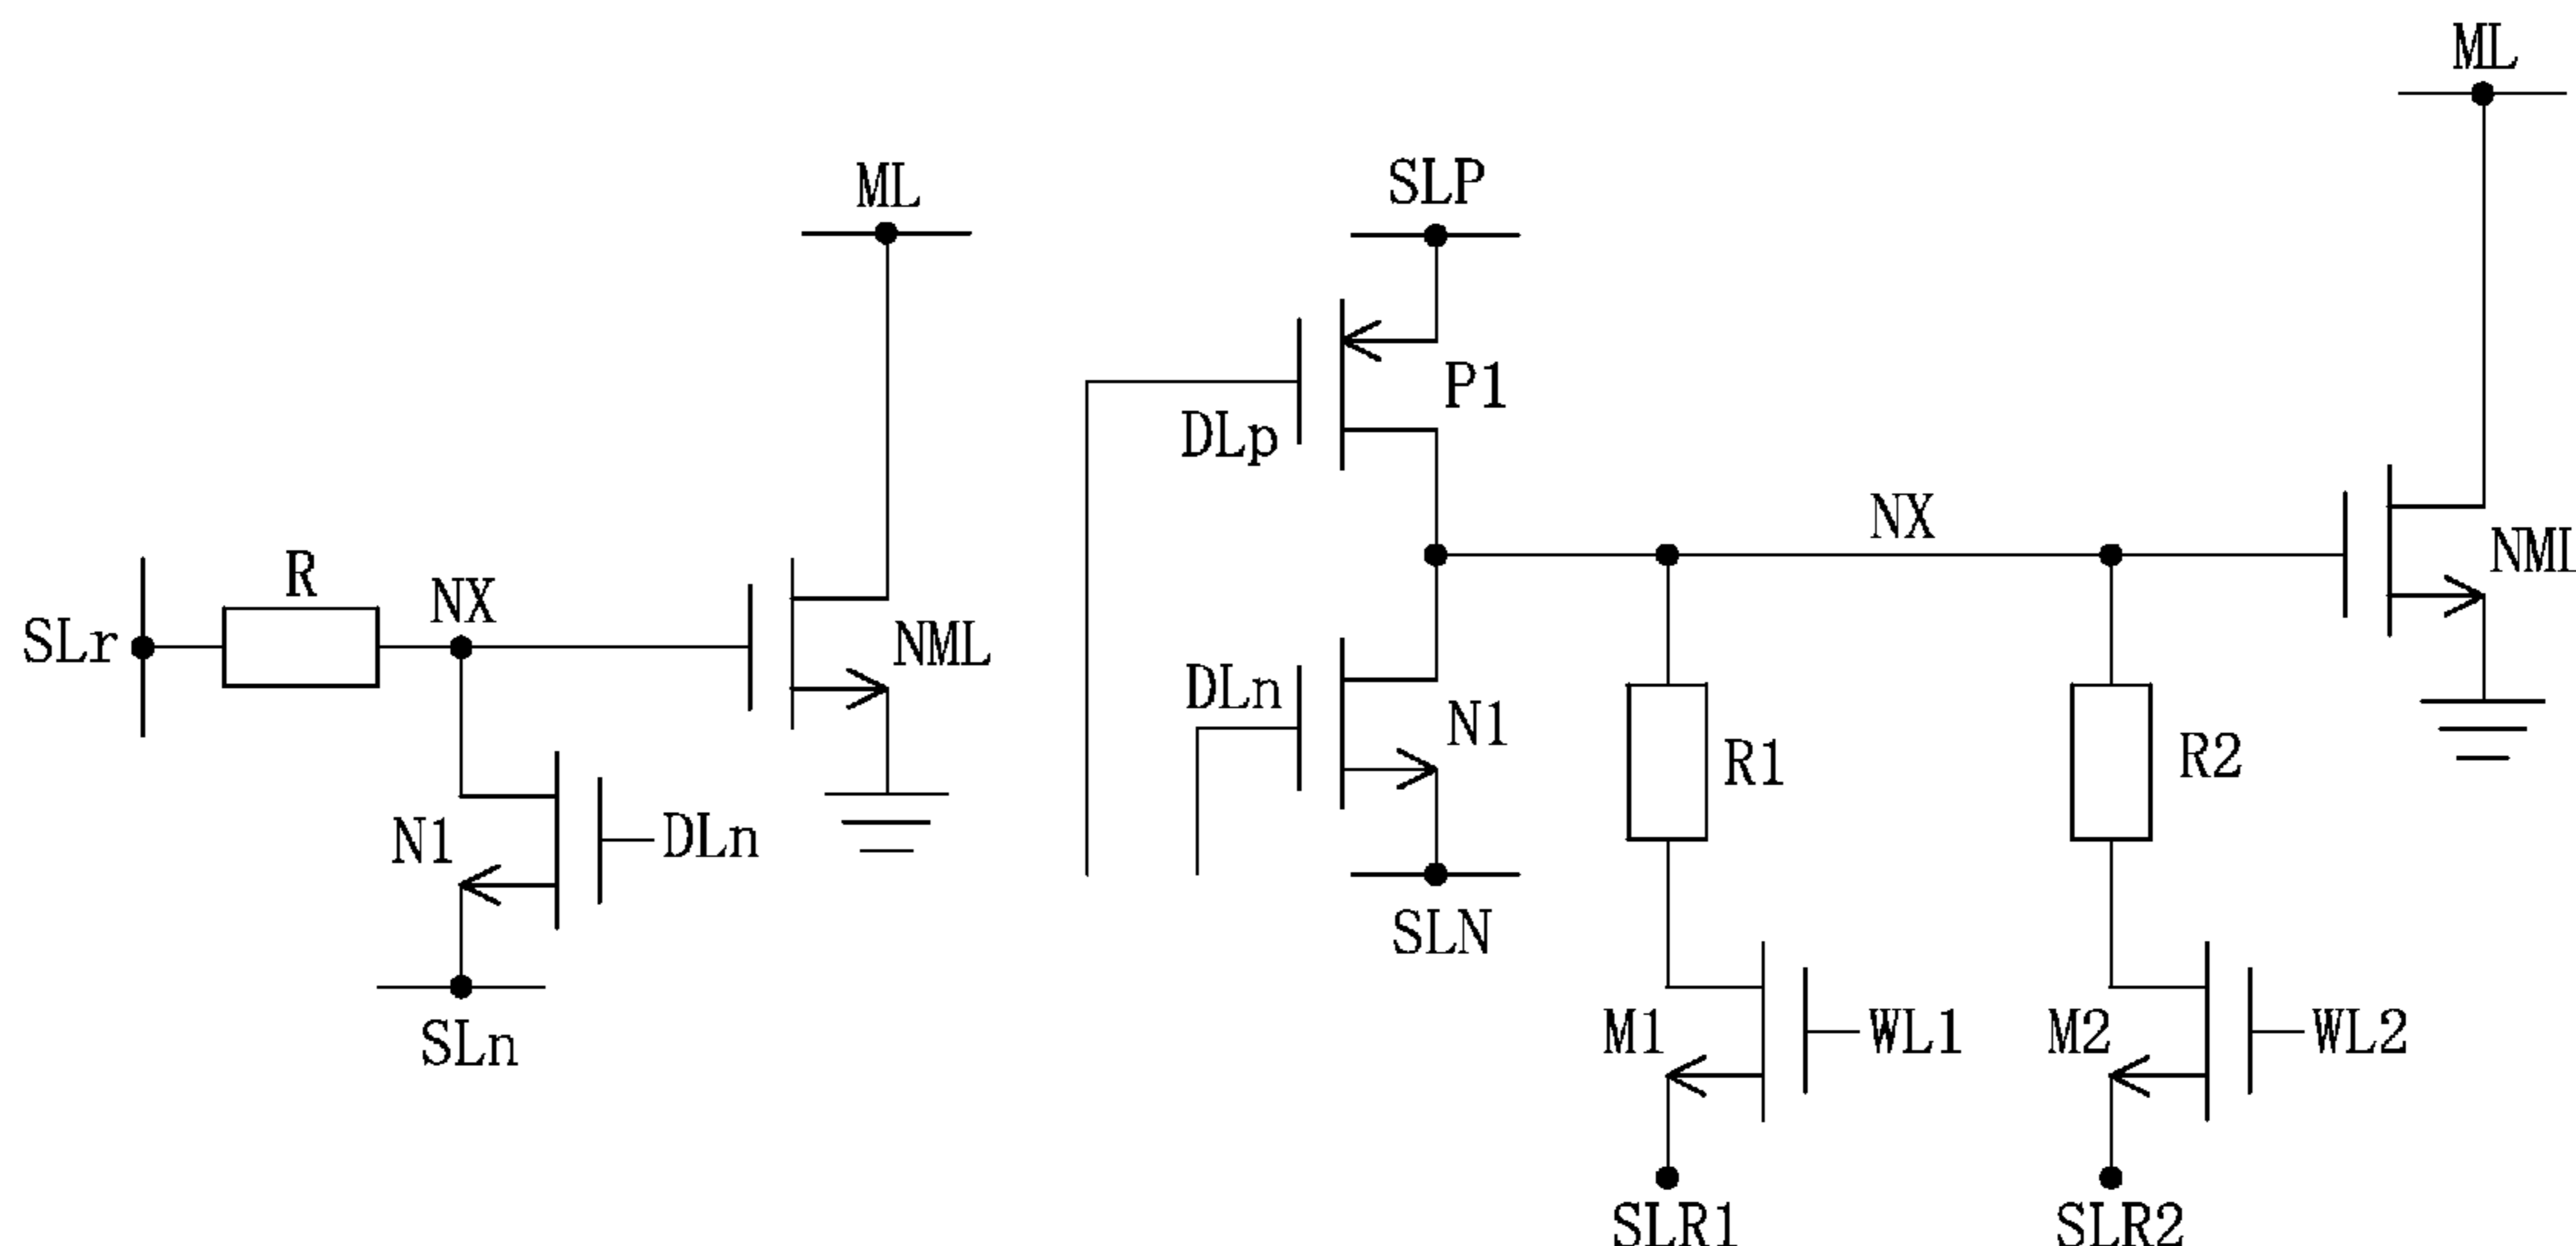 ML
R
NX
SLr
NML
N1
DLn
SLn
ML
SLP
P1
DLp
NX
NML
DLn
N1
R1
R2
SLN
M1
WL1
M2
WL2
SLR1
SLR2